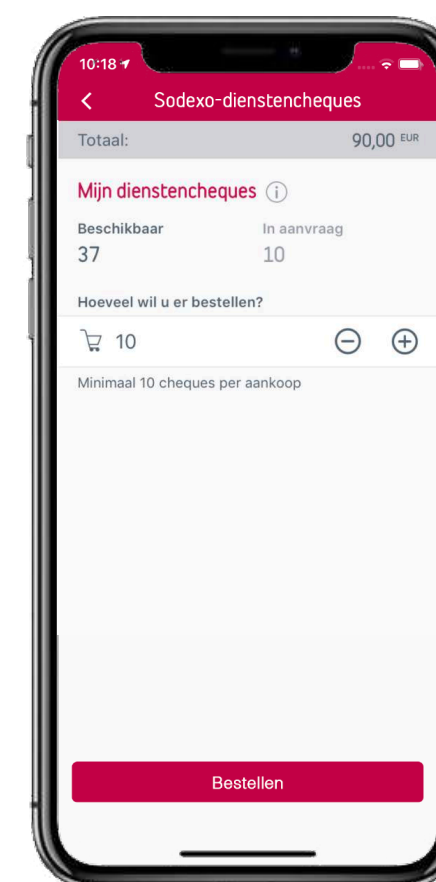 10:18
Sodexo-dienstencheques
Totaal: 90,00 EUR
Mijn dienstencheques
Beschikbaar In aanvraag
37 10
Hoeveel wil u er bestellen?
10
Minimaal 10 cheques per aankoop
Bestellen